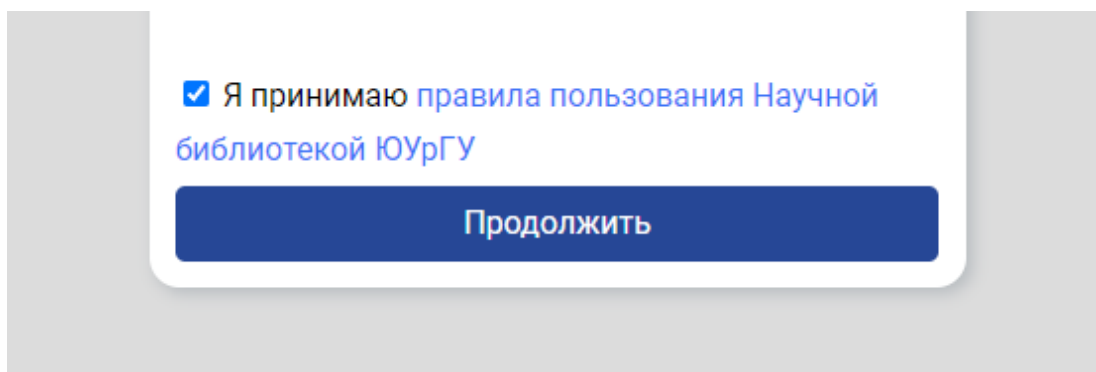 Я принимаю правила пользования Научной
библиотекой ЮУрГУ
Продолжить